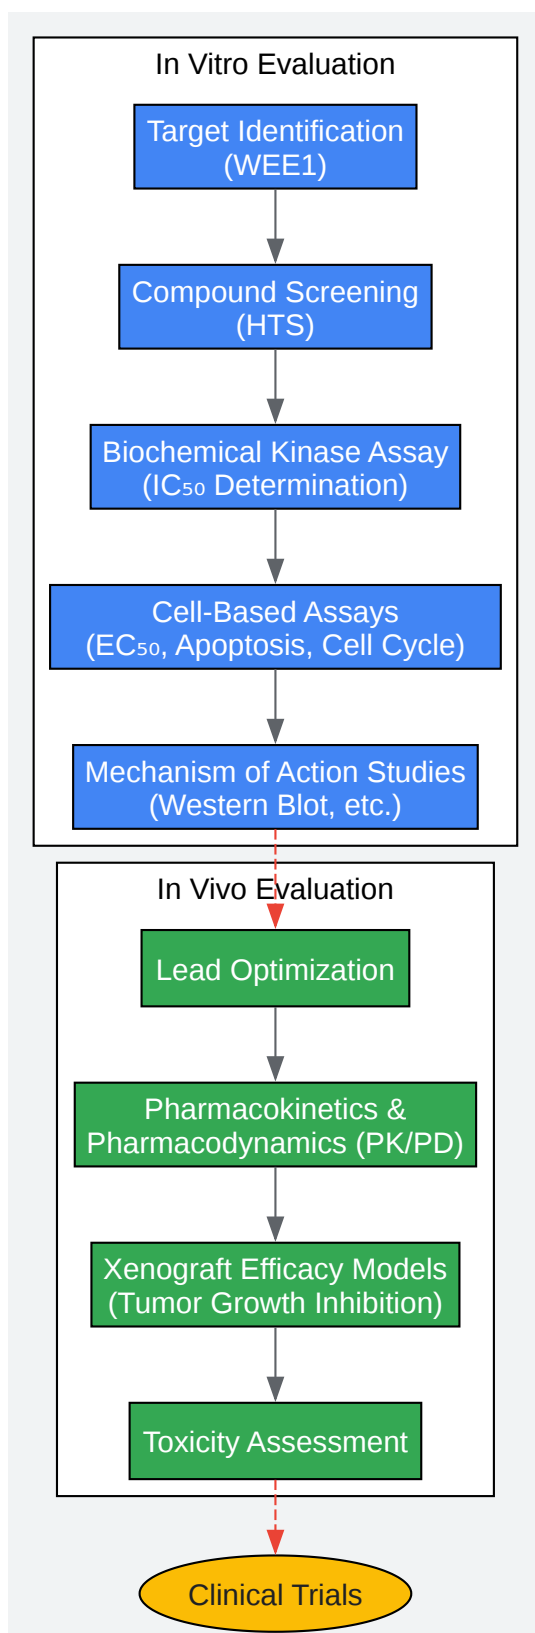 In Vitro Evaluation
Target Identification
(WEE1)
Compound Screening
(HTS)
Biochemical Kinase Assay
(IC₅₀ Determination)
Cell-Based Assays
(EC₅₀, Apoptosis, Cell Cycle)
Mechanism of Action Studies
(Western Blot, etc.)
In Vivo Evaluation
Lead Optimization
Pharmacokinetics &
Pharmacodynamics (PK/PD)
Xenograft Efficacy Models
(Tumor Growth Inhibition)
Toxicity Assessment
Clinical Trials